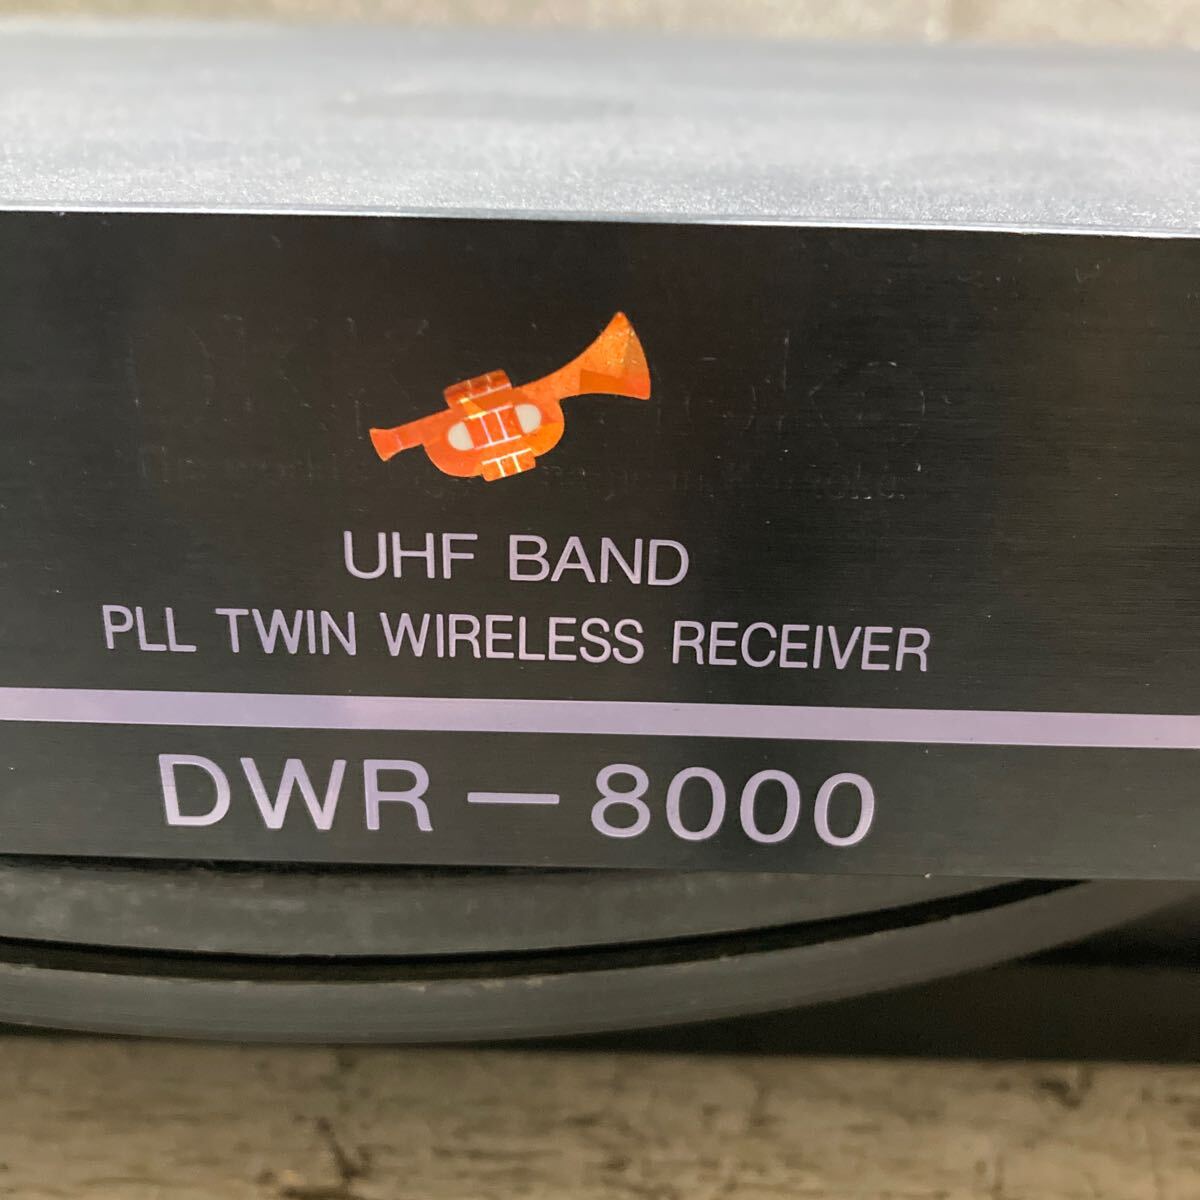 UHF BAND
PLL TWIN WIRELESS RECEIVER
DWR-8000